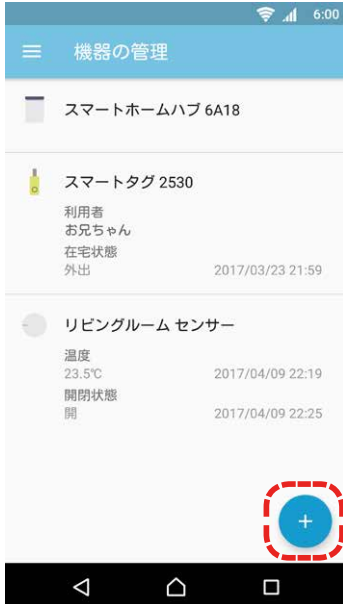 6:00
機器の管理
スマートホームハブ 6A18
スマートタグ 2530
利用者
お兄ちゃん
在宅状態
外出 2017/03/23 21:59
リビングルーム センサー
温度
23.5℃ 2017/04/09 22:19
開閉状態
開 2017/04/09 22:25
+